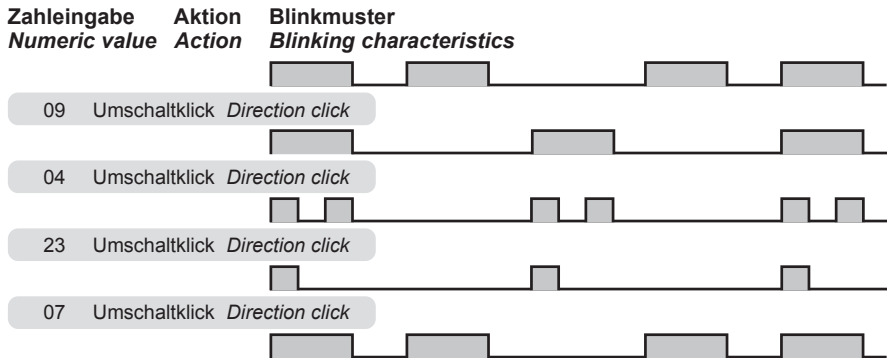 Zahleingabe Aktion Blinkmuster
Numeric value Action Blinking characteristics
09 Umschaltklick Direction click
04 Umschaltklick Direction click
23 Umschaltklick Direction click
07 Umschaltklick Direction click